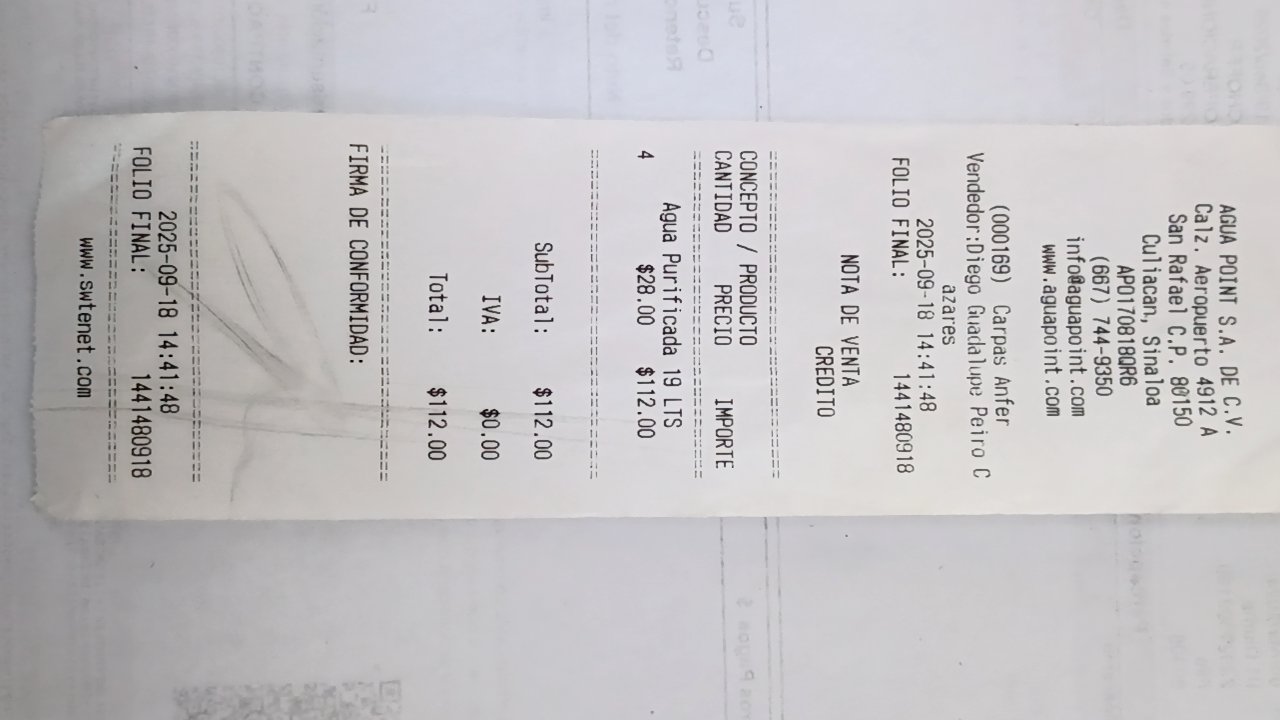 AGUA POINT S.A. DE C.V.
Calz. Aeropuerto 4912 A
San Rafael C.P. 80150
Culiacan, Sinaloa
APO170818QR6
(667) 744-9350
info@aguapoint.com
www.aguapoint.com
(000169) Carpas Anfer
Vendedor:Diego Guadalupe Peiro C
azares
2025-09-18 14:41:48
FOLIO FINAL: 1441480918
NOTA DE VENTA
CREDITO
CONCEPTO / PRODUCTO
CANTIDAD PRECIO IMPORTE
Agua Purificada 19 LTS
4 $28.00 $112.00
SubTotal: $112.00
IVA: $0.00
Total: $112.00
FIRMA DE CONFORMIDAD:
2025-09-18 14:41:48
FOLIO FINAL: 1441480918
www.swtenet.com